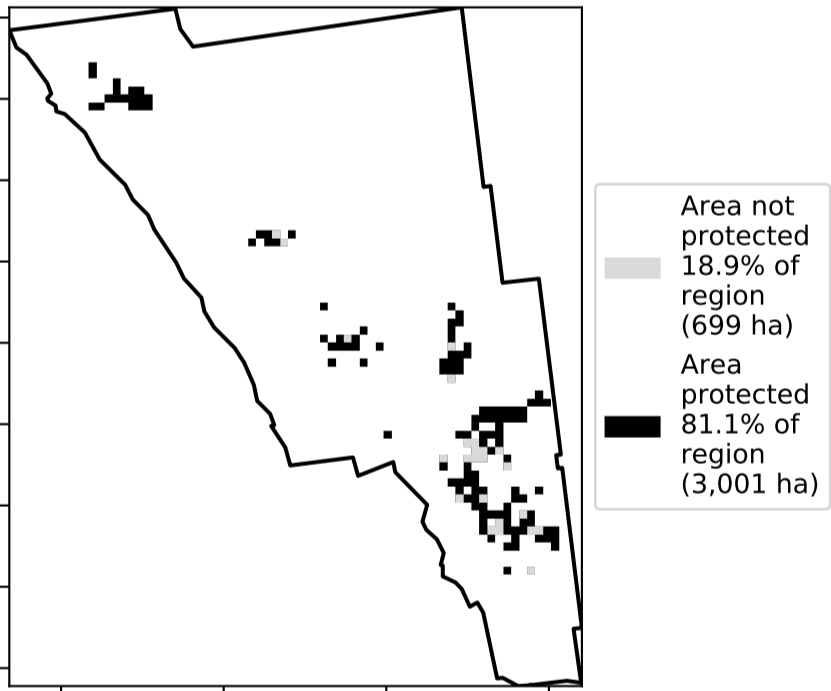 Area not
protected
18.9% of
region
(699 ha)
Area
protected
81.1% of
region
(3,001 ha)